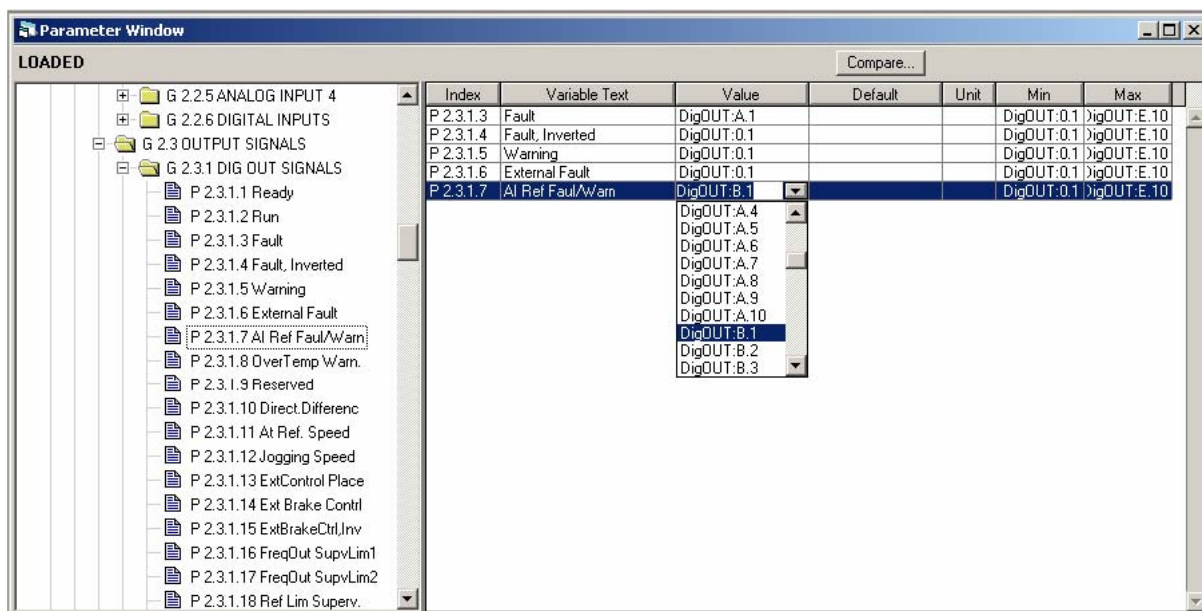 Parameter Window
LOADED
Compare...
G 2.2.5 ANALOG INPUT 4
G 2.2.6 DIGITAL INPUTS
G 2.3 OUTPUT SIGNALS
G 2.3.1 DIG OUT SIGNALS
P 2.3.1.1 Ready
P 2.3.1.2 Run
P 2.3.1.3 Fault
P 2.3.1.4 Fault, Inverted
P 2.3.1.5 Warning
P 2.3.1.6 External Fault
P 2.3.1.7 AI Ref Faul/Warn
P 2.3.1.8 OverTemp Warn.
P 2.3.1.9 Reserved
P 2.3.1.10 Direct.Differenc
P 2.3.1.11 At Ref. Speed
P 2.3.1.12 Jogging Speed
P 2.3.1.13 ExtControl Place
P 2.3.1.14 Ext Brake Contrl
P 2.3.1.15 ExtBrakeCtrl,Inv
P 2.3.1.16 FreqOut SupvLim1
P 2.3.1.17 FreqOut SupvLim2
P 2.3.1.18 Ref Lim Superv.
Index Variable Text Value Default Unit Min Max
P 2.3.1.3 Fault DigOUT:A.1 DigOUT:0.1 DigOUT:E.10
P 2.3.1.4 Fault, Inverted DigOUT:0.1 DigOUT:0.1 DigOUT:E.10
P 2.3.1.5 Warning DigOUT:0.1 DigOUT:0.1 DigOUT:E.10
P 2.3.1.6 External Fault DigOUT:0.1 DigOUT:0.1 DigOUT:E.10
P 2.3.1.7 AI Ref Faul/Warn DigOUT:B.1 DigOUT:0.1 DigOUT:E.10
DigOUT:A.4
DigOUT:A.5
DigOUT:A.6
DigOUT:A.7
DigOUT:A.8
DigOUT:A.9
DigOUT:A.10
DigOUT:B.1
DigOUT:B.2
DigOUT:B.3